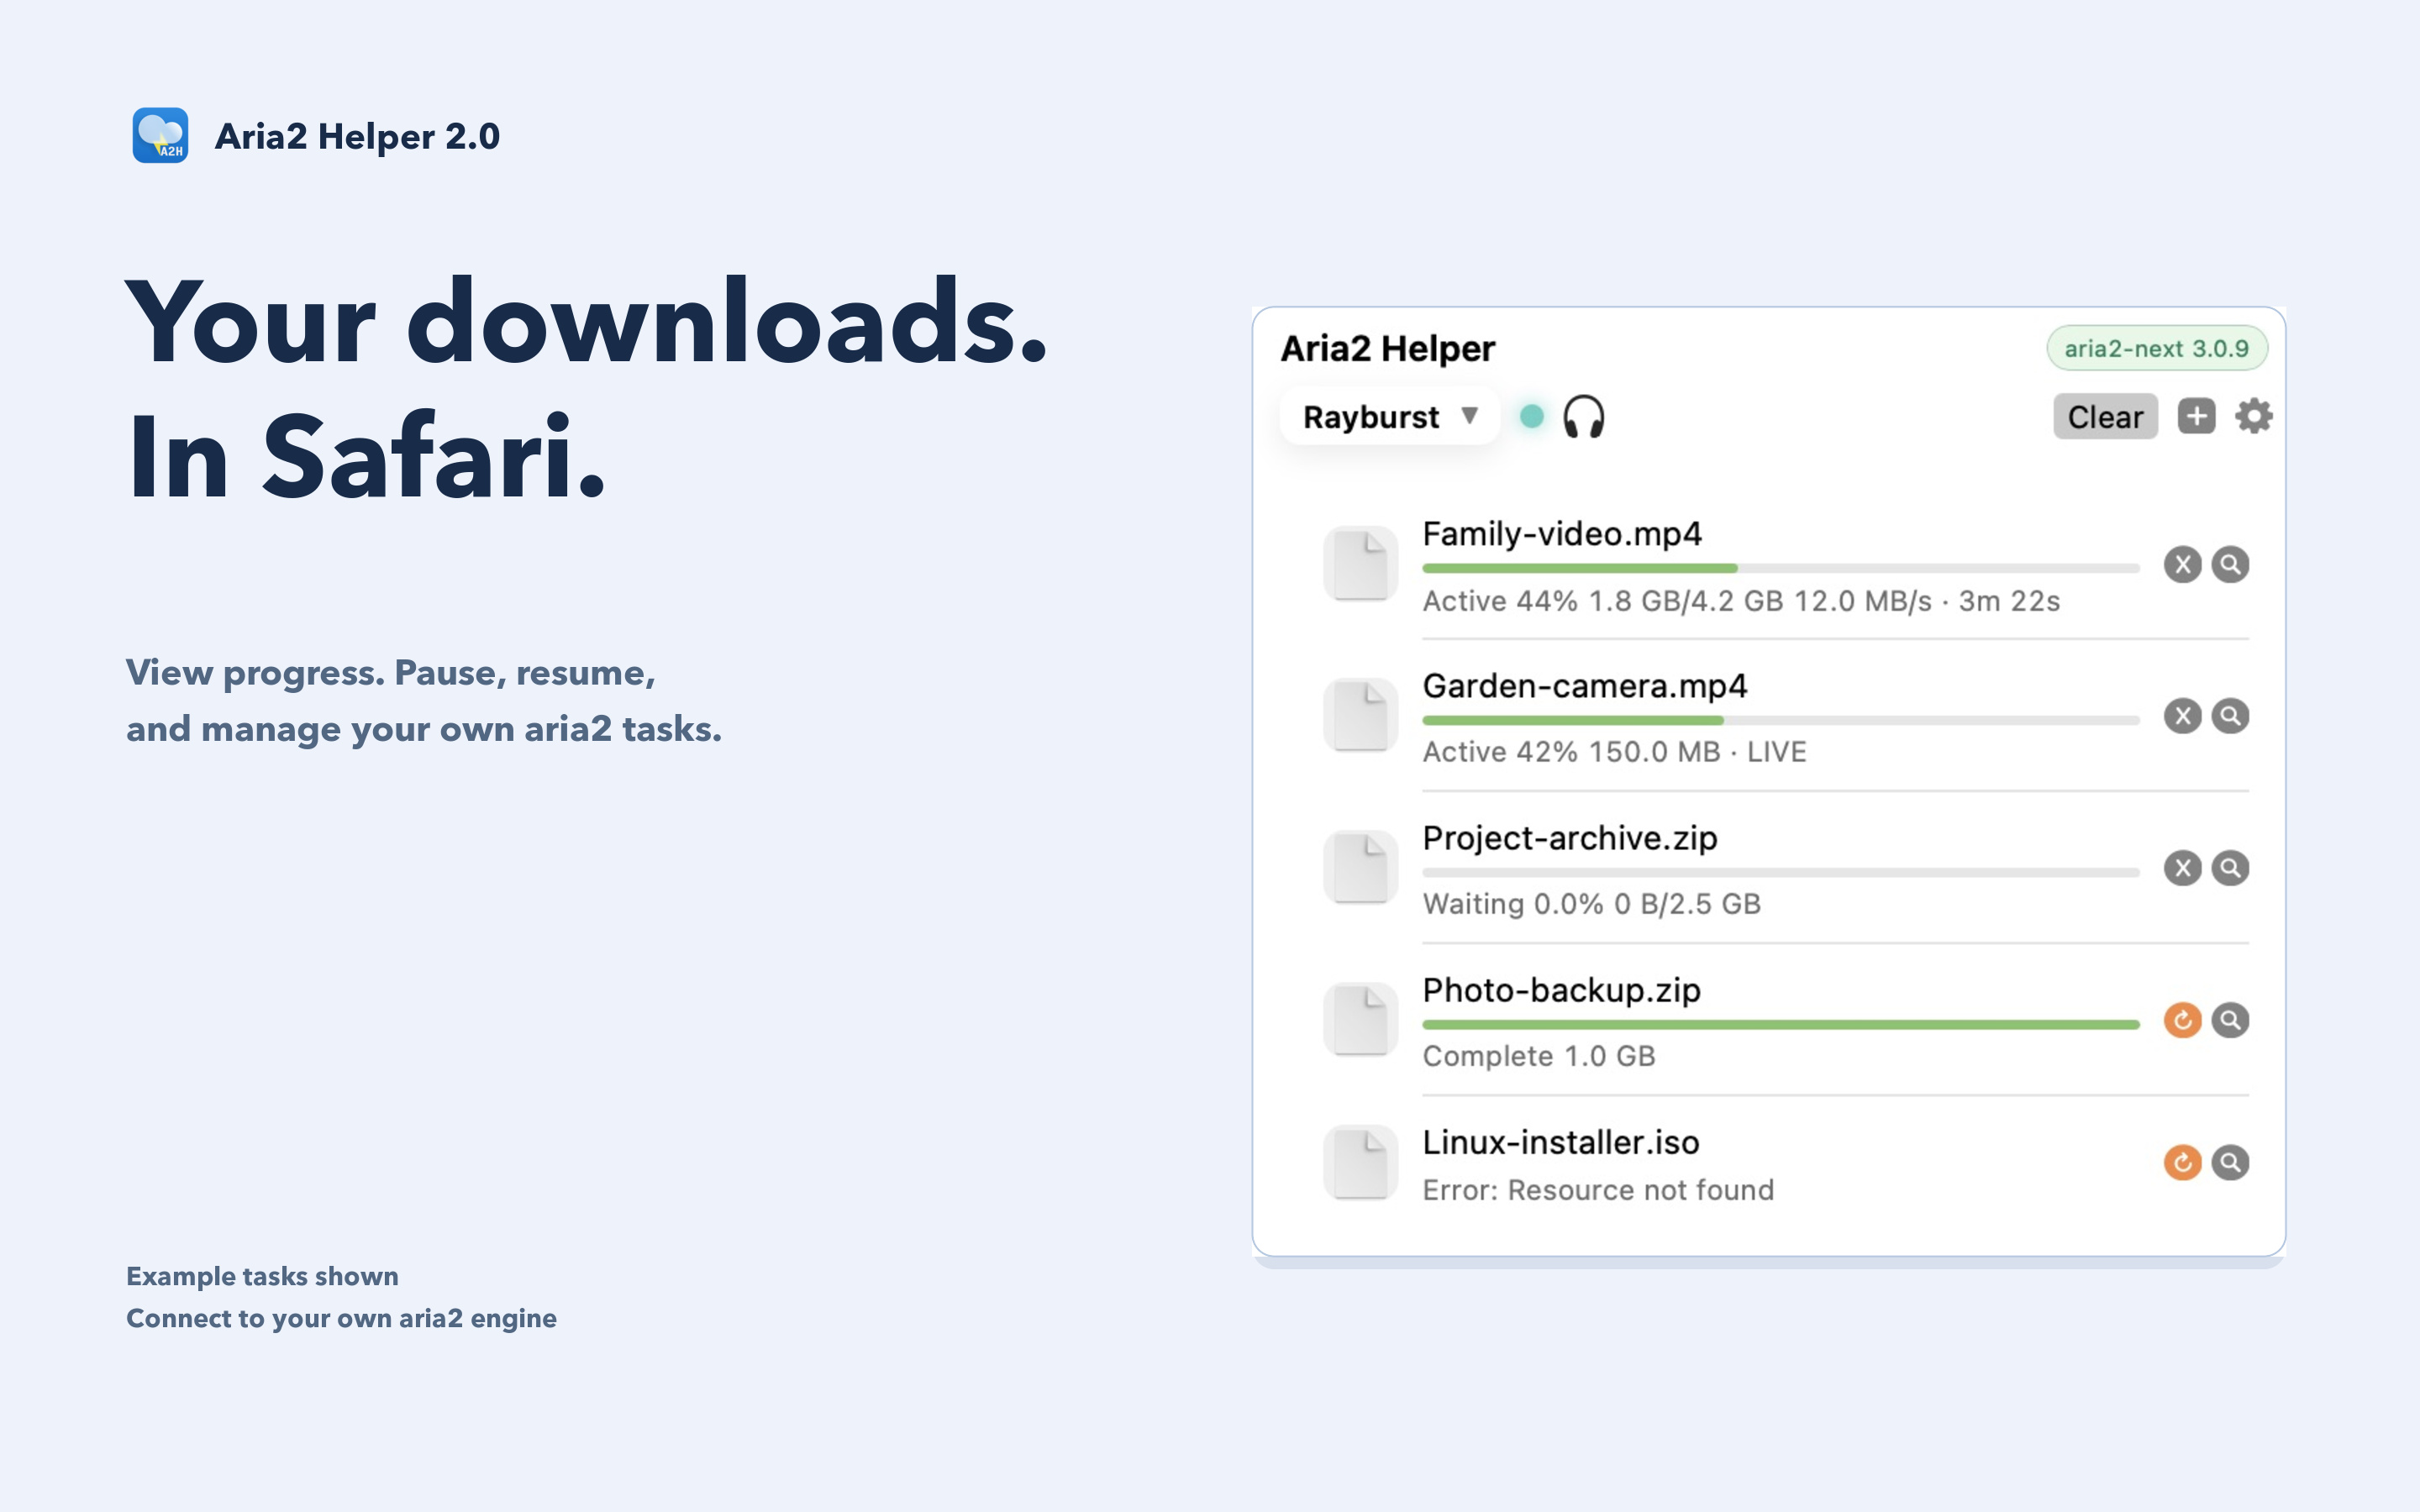 A2H
Aria2 Helper 2.0
Your downloads.
In Safari.
View progress. Pause, resume,
and manage your own aria2 tasks.
Example tasks shown
Connect to your own aria2 engine
Aria2 Helper
aria2-next 3.0.9
Rayburst
Clear
Family-video.mp4
Active 44% 1.8 GB/4.2 GB 12.0 MB/s · 3m 22s
Garden-camera.mp4
Active 42% 150.0 MB · LIVE
Project-archive.zip
Waiting 0.0% 0 B/2.5 GB
Photo-backup.zip
Complete 1.0 GB
Linux-installer.iso
Error: Resource not found